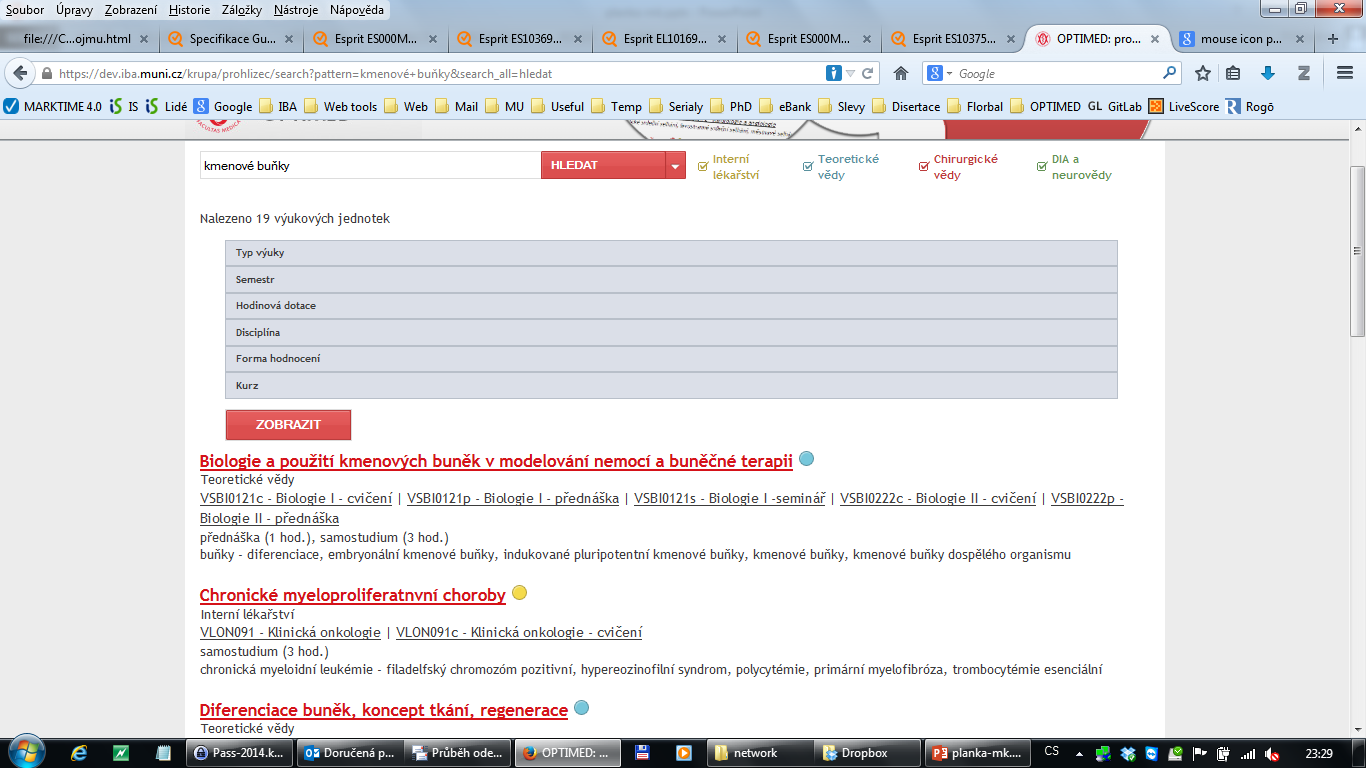 Soubor Úpravy Zobrazení Historie Záložky Nástroje Nápověda
file:///C...ojmu.html Specifikace Gu... Esprit ES000M... Esprit ES10369... Esprit EL10169... Esprit ES000M... Esprit ES10375... OPTIMED: pro... mouse icon p...
https://dev.iba.muni.cz/krupa/prohlizec/search?pattern=kmenové+buňky&search_all=hledat Google
MARKTIME 4.0 IS Lidé Google IBA Web tools Web Mail MU Useful Temp Serialy PhD eBank Slevy Disertace Florbal OPTIMED GL GitLab LiveScore Rogō
kmenové buňky HLEDAT Interní lékařství Teoretické vědy Chirurgické vědy DIA a neurovědy
Nalezeno 19 výukových jednotek
Typ výuky
Semestr
Hodinová dotace
Disciplína
Forma hodnocení
Kurz
ZOBRAZIT
Biologie a použití kmenových buněk v modelování nemocí a buněčné terapii
Teoretické vědy
VSBI0121c - Biologie I - cvičení | VSBI0121p - Biologie I - přednáška | VSBI0121s - Biologie I -seminář | VSBI0222c - Biologie II - cvičení | VSBI0222p -
Biologie II - přednáška
přednáška (1 hod.), samostudium (3 hod.)
buňky - diferenciace, embryonální kmenové buňky, indukované pluripotentní kmenové buňky, kmenové buňky, kmenové buňky dospělého organismu
Chronické myeloproliferatnvní choroby
Interní lékařství
VLON091 - Klinická onkologie | VLON091c - Klinická onkologie - cvičení
samostudium (3 hod.)
chronická myeloidní leukémie - filadelfský chromozóm pozitivní, hypereozinofilní syndrom, polycytémie, primární myelofibróza, trombocytémie esenciální
Diferenciace buněk, koncept tkání, regenerace
Teoretické vědy
Pass-2014.k... Doručená p... Průběh ode... OPTIMED: ... network Dropbox planka-mk.... CS 23:29